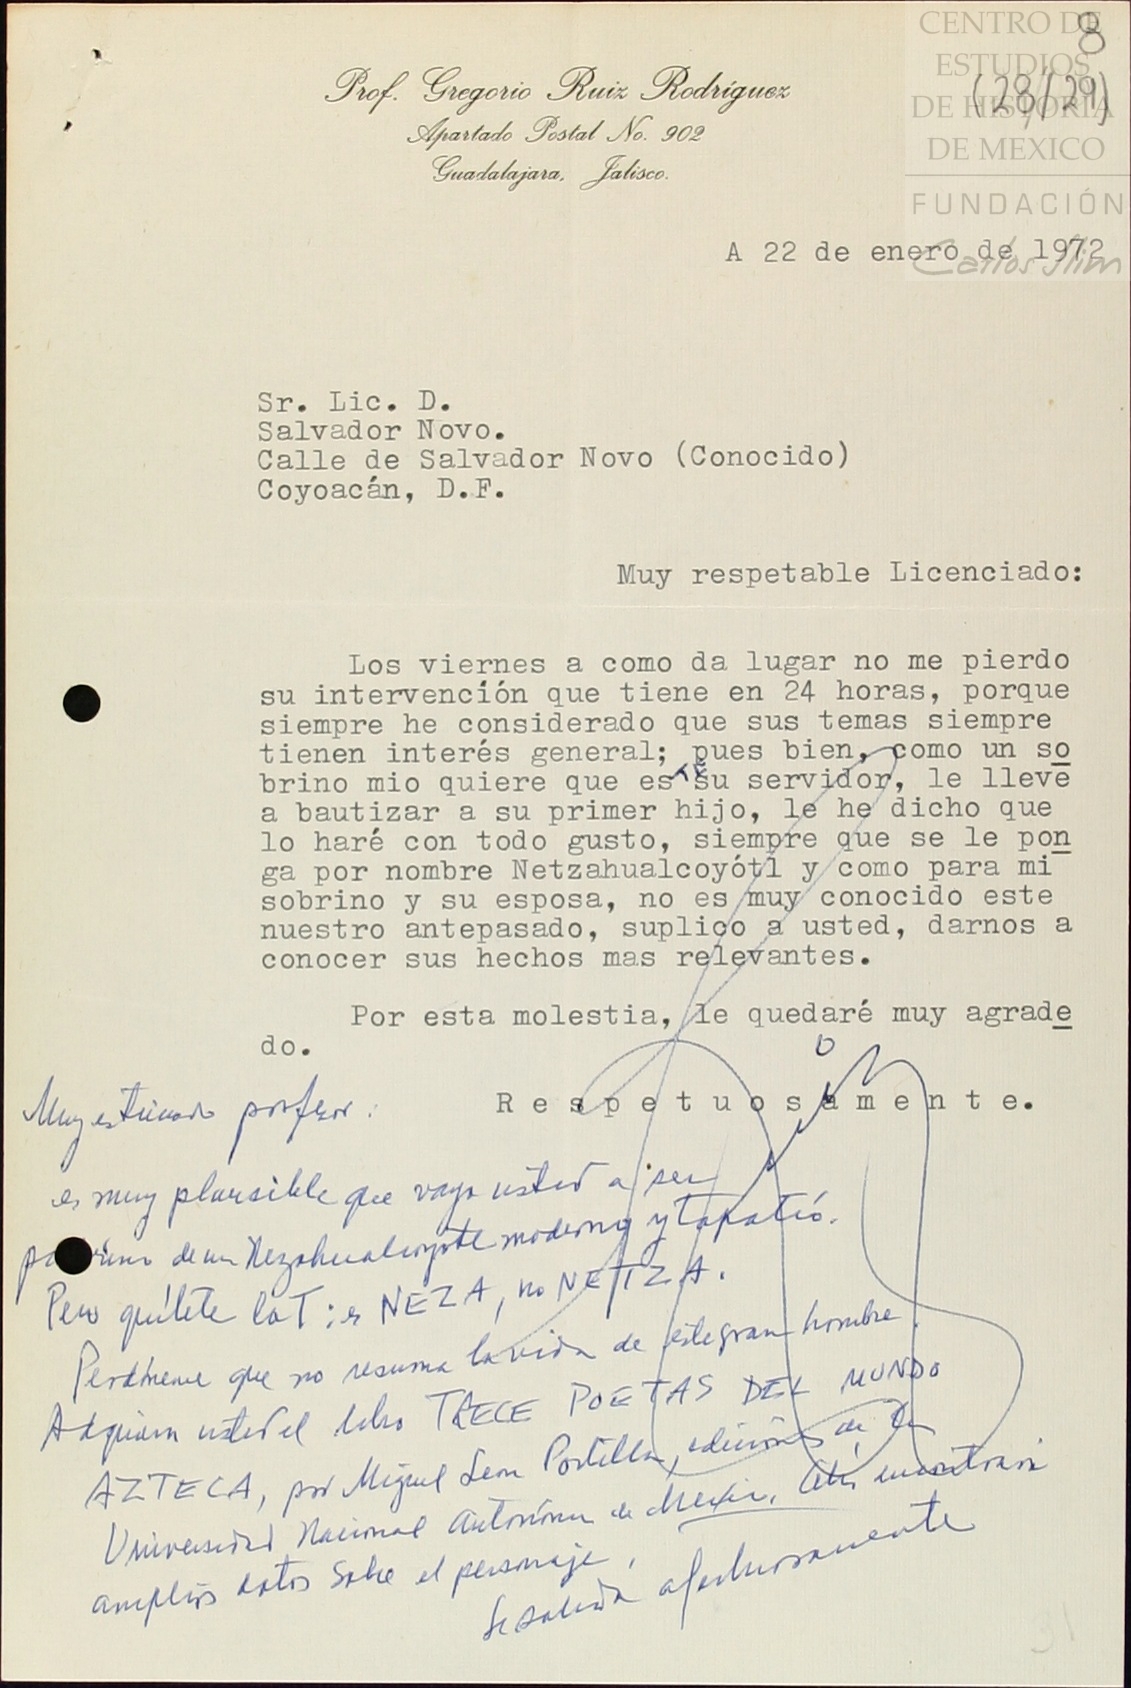 CENTRO DE
ESTUDIOS
DE HISTORIA
DE MEXICO
FUNDACIÓN
Carlos Slim
8
(28/29)
Prof. Gregorio Ruiz Rodríguez
Apartado Postal No. 902
Guadalajara, Jalisco.
A 22 de enero de 1972
Sr. Lic. D.
Salvador Novo.
Calle de Salvador Novo (Conocido)
Coyoacán, D.F.
Muy respetable Licenciado:
Los viernes a como da lugar no me pierdo
su intervención que tiene en 24 horas, porque
siempre he considerado que sus temas siempre
tienen interés general; pues bien, como un so
brino mio quiere que es TE su servidor, le lleve
a bautizar a su primer hijo, le he dicho que
lo haré con todo gusto, siempre que se le pon
ga por nombre Netzahualcoyótl y como para mi
sobrino y su esposa, no es muy conocido este
nuestro antepasado, suplico a usted, darnos a
conocer sus hechos mas relevantes.
Por esta molestia, le quedaré muy agrade
do.
R e s p e t u o s a m e n t e.
Muy estimado profesor:
es muy plausible que vaya usted a ser
padrino de un Nezahualcoyotl moderno y tapatío.
Pero quítele la T: es NEZA, no NETZA.
Perdóneme que no resuma la vida de este gran hombre.
Adquiera usted el libro TRECE POETAS DEL MUNDO
AZTECA, por Miguel Leon Portilla, ediciones de la
Universidad Nacional Autónoma de Mexico. Allí encontrará
amplios datos sobre el personaje.
Le saluda afectuosamente